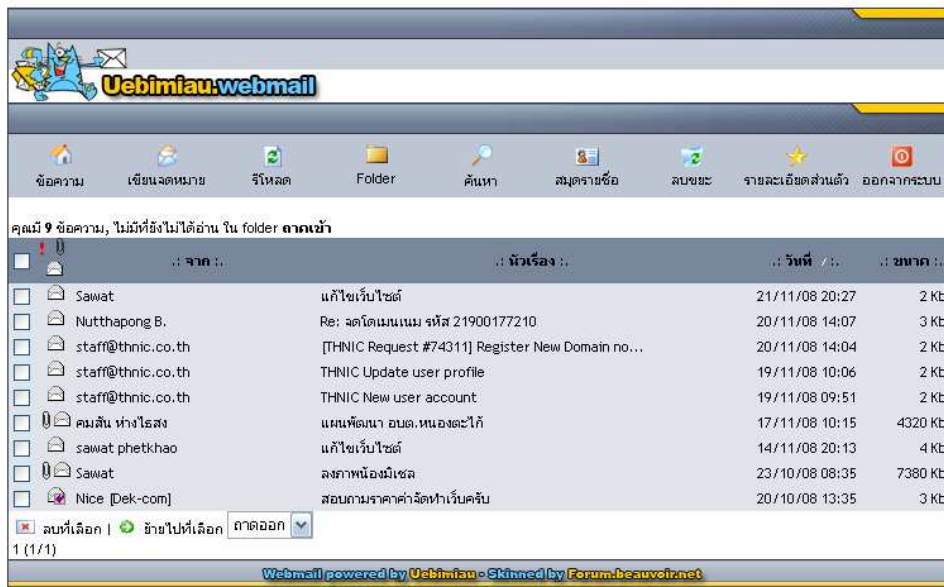 Uebimiau.webmail
ข้อความ เขียนจดหมาย รีโหลด Folder ค้นหา สมุดรายชื่อ ลบขยะ รายละเอียดส่วนตัว ออกจากระบบ
คุณมี 9 ข้อความ, ไม่มีที่ยังไม่ได้อ่าน ใน folder ถาดเข้า
.: จาก :. .: หัวเรื่อง :. .: วันที่ :. .: ขนาด :.
Sawat แก้ไขเว็บไซต์ 21/11/08 20:27 2 Kb
Nutthapong B. Re: จดโดเมนเนม รหัส 21900177210 20/11/08 14:07 3 Kb
staff@thnic.co.th [THNIC Request #74311] Register New Domain no... 20/11/08 14:04 2 Kb
staff@thnic.co.th THNIC Update user profile 19/11/08 10:06 2 Kb
staff@thnic.co.th THNIC New user account 19/11/08 09:51 2 Kb
คมสัน ห่างไธสง แผนพัฒนา อบต.หนองตะไก้ 17/11/08 10:15 4320 Kb
sawat phetkhao แก้ไขเว็บไซต์ 14/11/08 20:13 4 Kb
Sawat ลงภาพน้องมิเชล 23/10/08 08:35 7380 Kb
Nice [Dek-com] สอบถามราคาค่าจัดทำเว็บครับ 20/10/08 13:35 3 Kb
ลบที่เลือก | ย้ายไปที่เลือก ถาดออก
1 (1/1)
Webmail powered by Uebimiau - Skinned by Forum.beauvoir.net